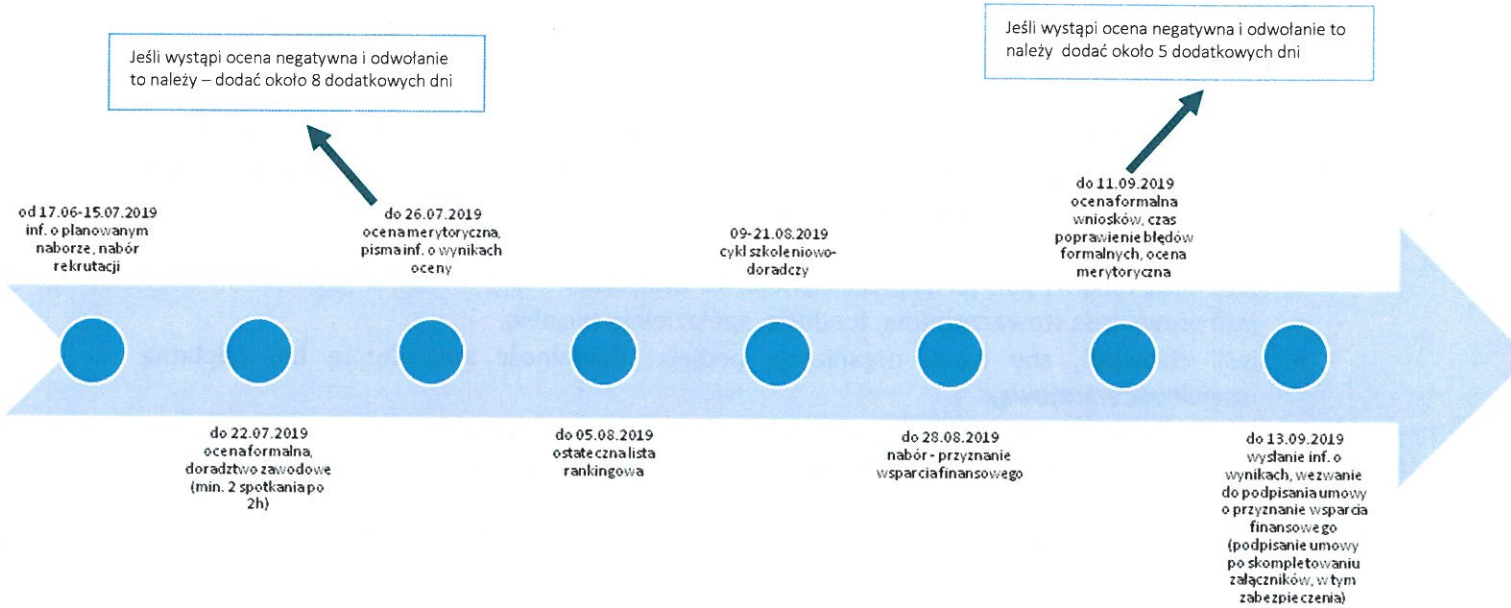 Jeśli wystąpi ocena negatywna i odwołanie
to należy – dodać około 8 dodatkowych dni
Jeśli wystąpi ocena negatywna i odwołanie to
należy dodać około 5 dodatkowych dni
od 17.06-15.07.2019
inf. o planowanym
naborze, nabór
rekrutacji
do 26.07.2019
ocena merytoryczna,
pisma inf. o wynikach
oceny
09-21.08.2019
cykl szkoleniowo-
doradczy
do 11.09.2019
ocena formalna
wniosków, czas
poprawienie błędów
formalnych, ocena
merytoryczna
do 22.07.2019
ocena formalna,
doradztwo zawodowe
(min. 2 spotkania po
2h)
do 05.08.2019
ostateczna lista
rankingowa
do 28.08.2019
nabór - przyznanie
wsparcia finansowego
do 13.09.2019
wysłanie inf. o
wynikach, wezwanie
do podpisania umowy
o przyznanie wsparcia
finansowego
(podpisanie umowy
po skompletowaniu
załączników, w tym
zabezpieczenia)